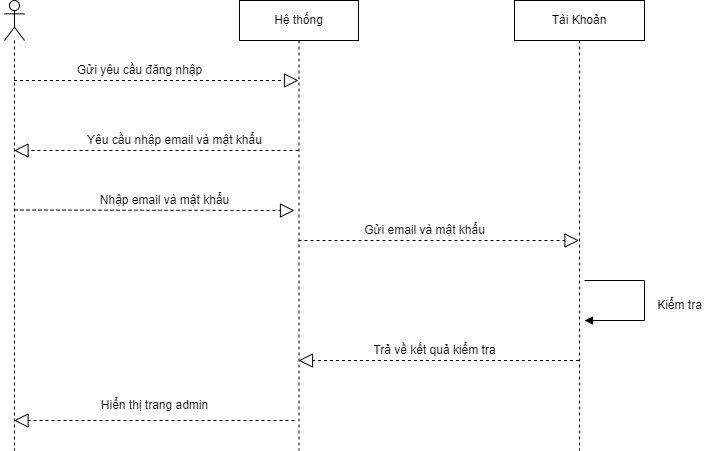 Hệ thống
Tài Khoản
Gửi yêu cầu đăng nhập
Yêu cầu nhập email và mật khẩu
Nhập email và mật khẩu
Gửi email và mật khẩu
Kiểm tra
Trả về kết quả kiểm tra
Hiển thị trang admin